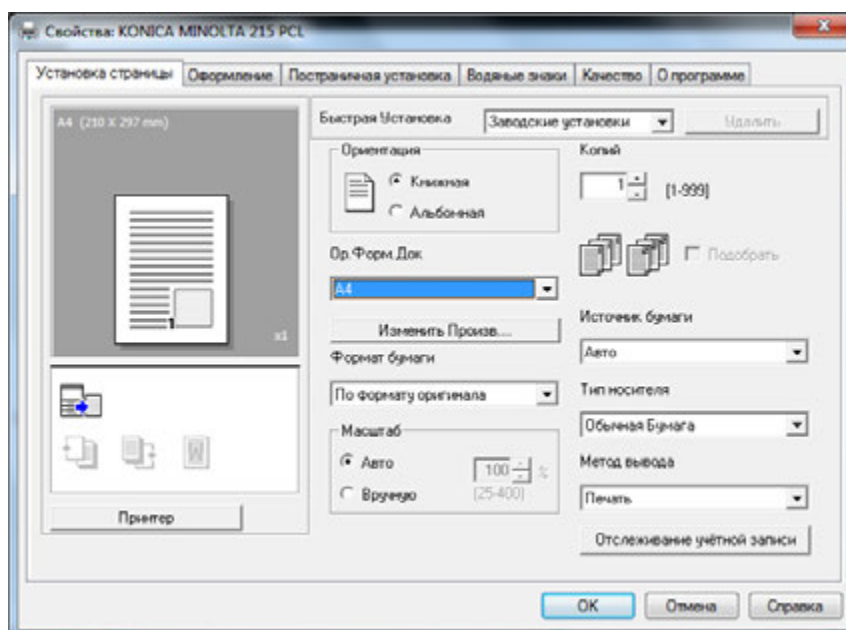 Свойства: KONICA MINOLTA 215 PCL
Установка страницы Оформление Постраничная установка Водяные знаки Качество О программе
A4 (210 X 297 mm)
1
x1
Принтер
Быстрая Установка Заводские установки Удалить
Ориентация
Книжная
Альбомная
Ор.Форм.Док
A4
Изменить Произв....
Формат бумаги
По формату оригинала
Масштаб
Авто
Вручную
100 %
(25-400)
Копий
1 (1-999)
Подобрать
Источник бумаги
Авто
Тип носителя
Обычная Бумага
Метод вывода
Печать
Отслеживание учётной записи
OK Отмена Справка